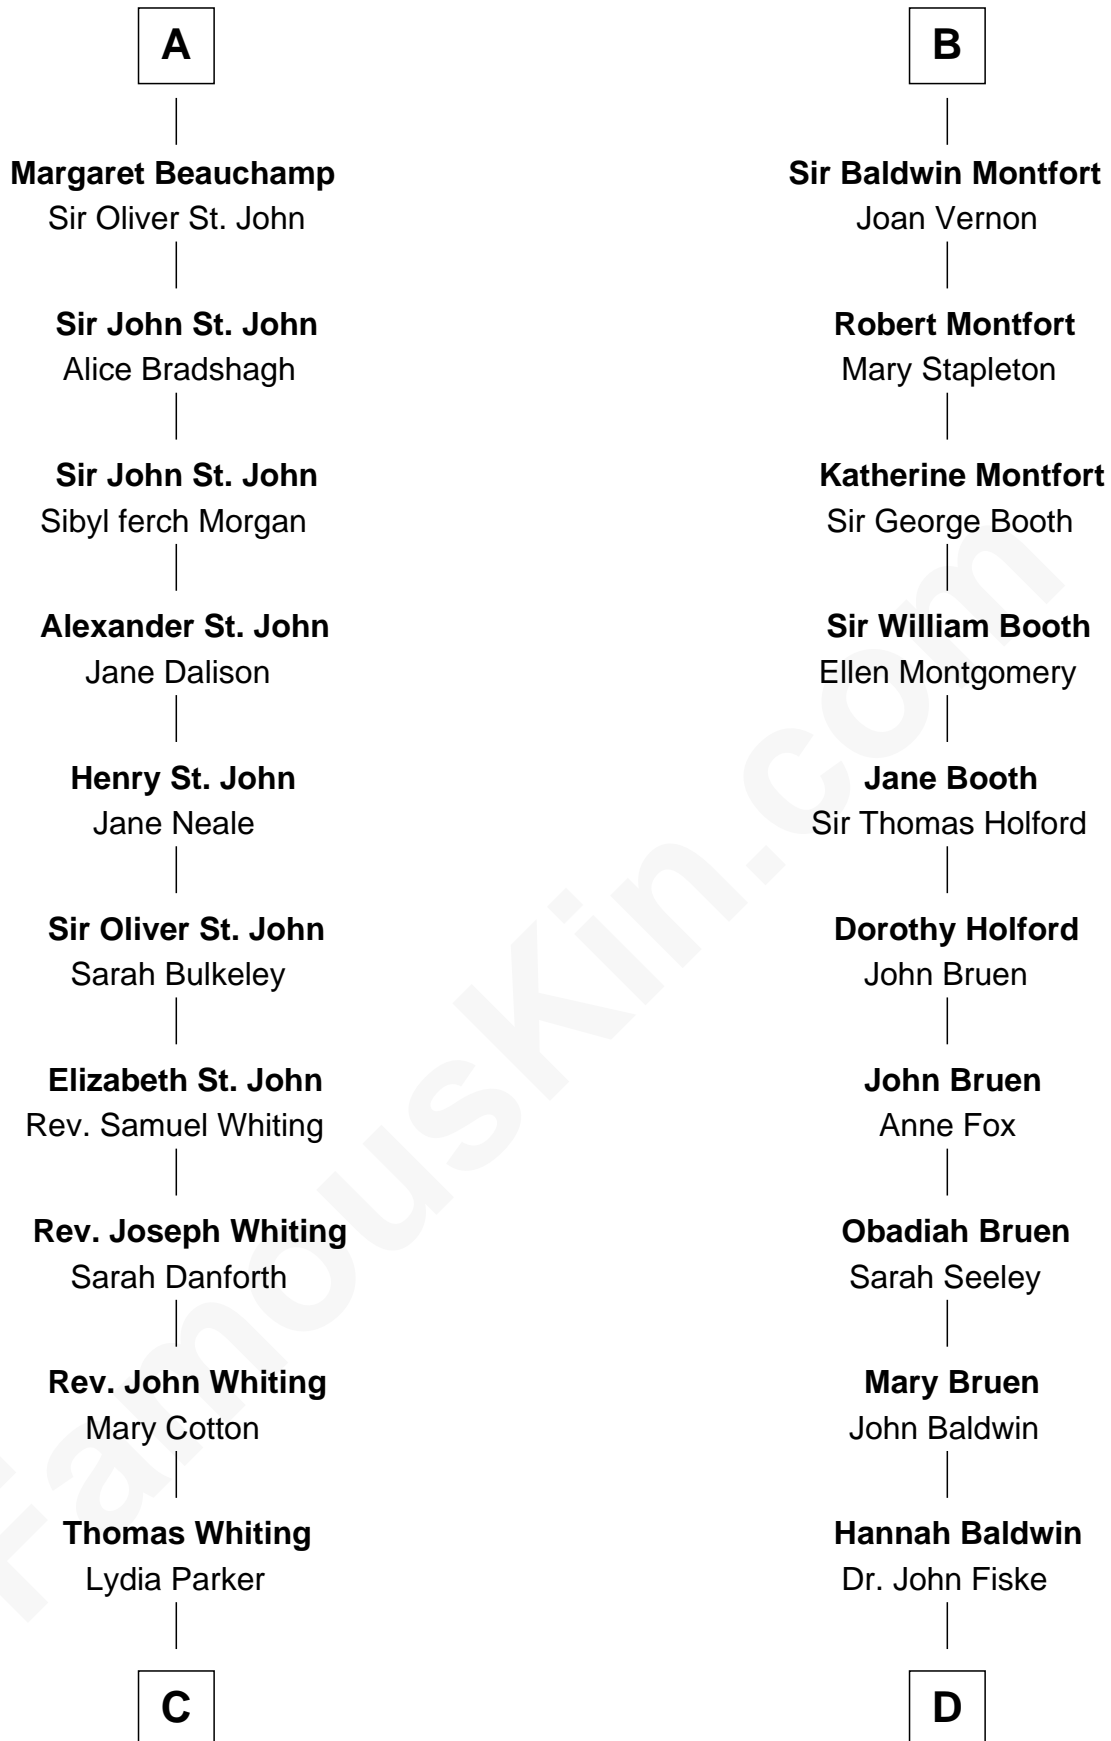 A
Margaret Beauchamp
Sir Oliver St. John
Sir John St. John
Alice Bradshagh
Sir John St. John
Sibyl ferch Morgan
Alexander St. John
Jane Dalison
Henry St. John
Jane Neale
Sir Oliver St. John
Sarah Bulkeley
Elizabeth St. John
Rev. Samuel Whiting
Rev. Joseph Whiting
Sarah Danforth
Rev. John Whiting
Mary Cotton
Thomas Whiting
Lydia Parker
C
B
Sir Baldwin Montfort
Joan Vernon
Robert Montfort
Mary Stapleton
Katherine Montfort
Sir George Booth
Sir William Booth
Ellen Montgomery
Jane Booth
Sir Thomas Holford
Dorothy Holford
John Bruen
John Bruen
Anne Fox
Obadiah Bruen
Sarah Seeley
Mary Bruen
John Baldwin
Hannah Baldwin
Dr. John Fiske
D
FamousKin.com